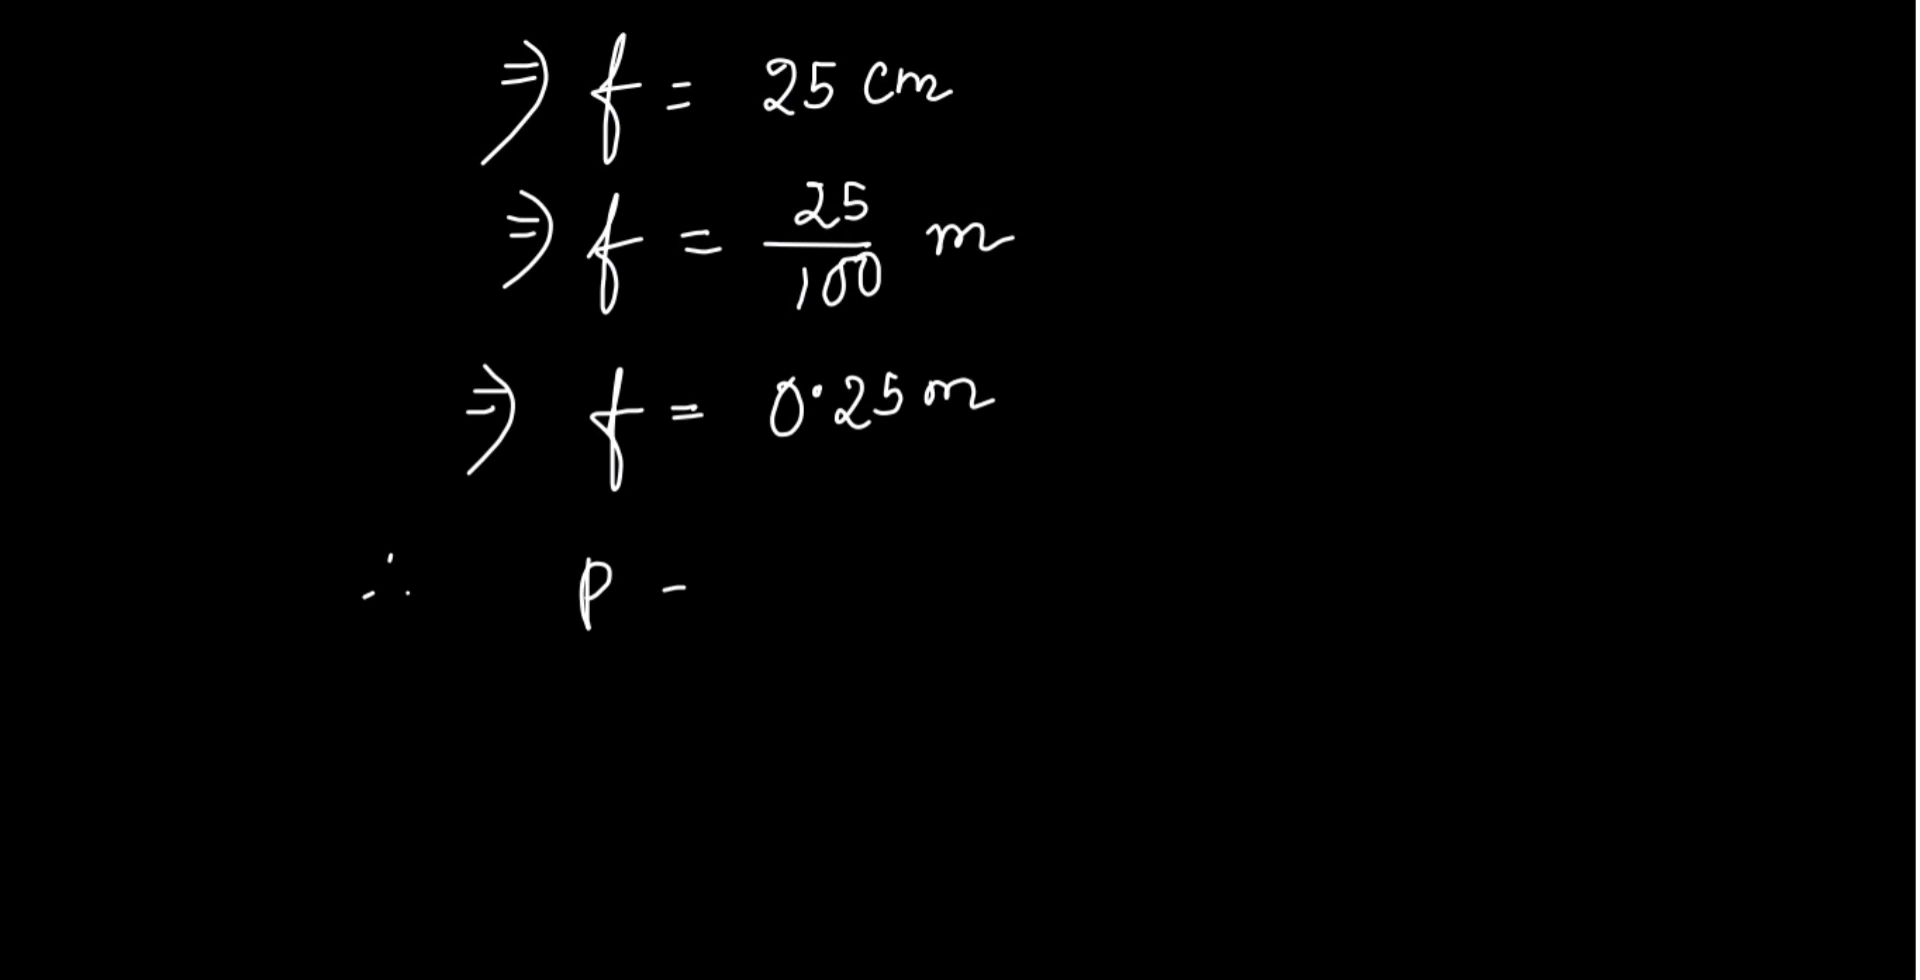 ⇒ f = 25 cm
⇒ f = 25/100 m
⇒ f = 0.25 m
∴ P -